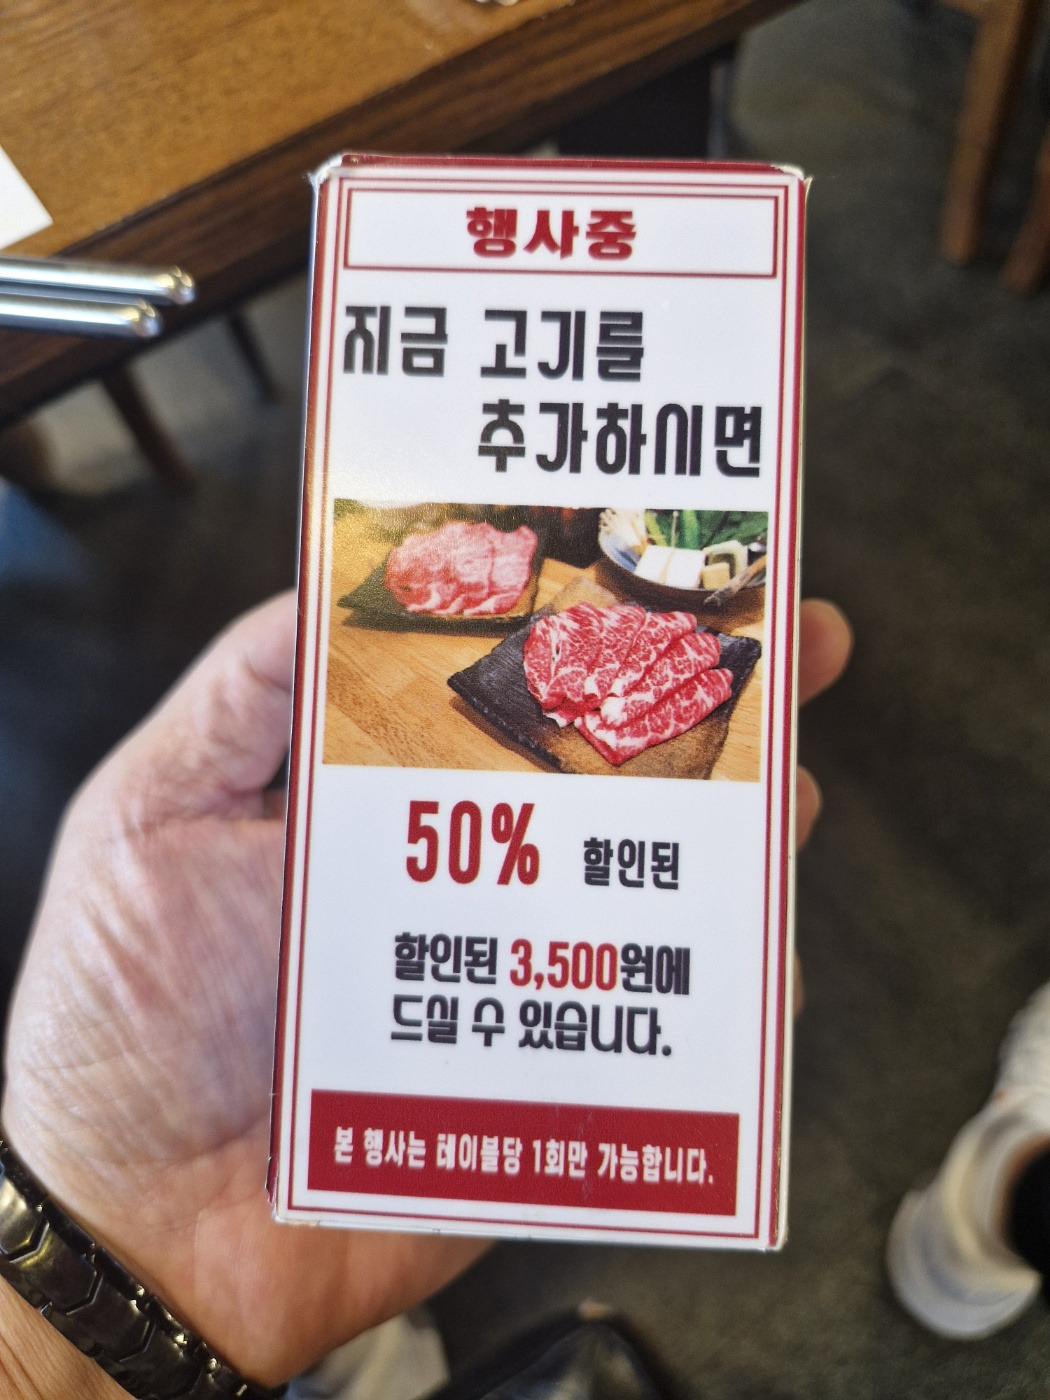 행사중
지금 고기를
추가하시면
50% 할인된
할인된 3,500원에
드실 수 있습니다.
본 행사는 테이블당 1회만 가능합니다.